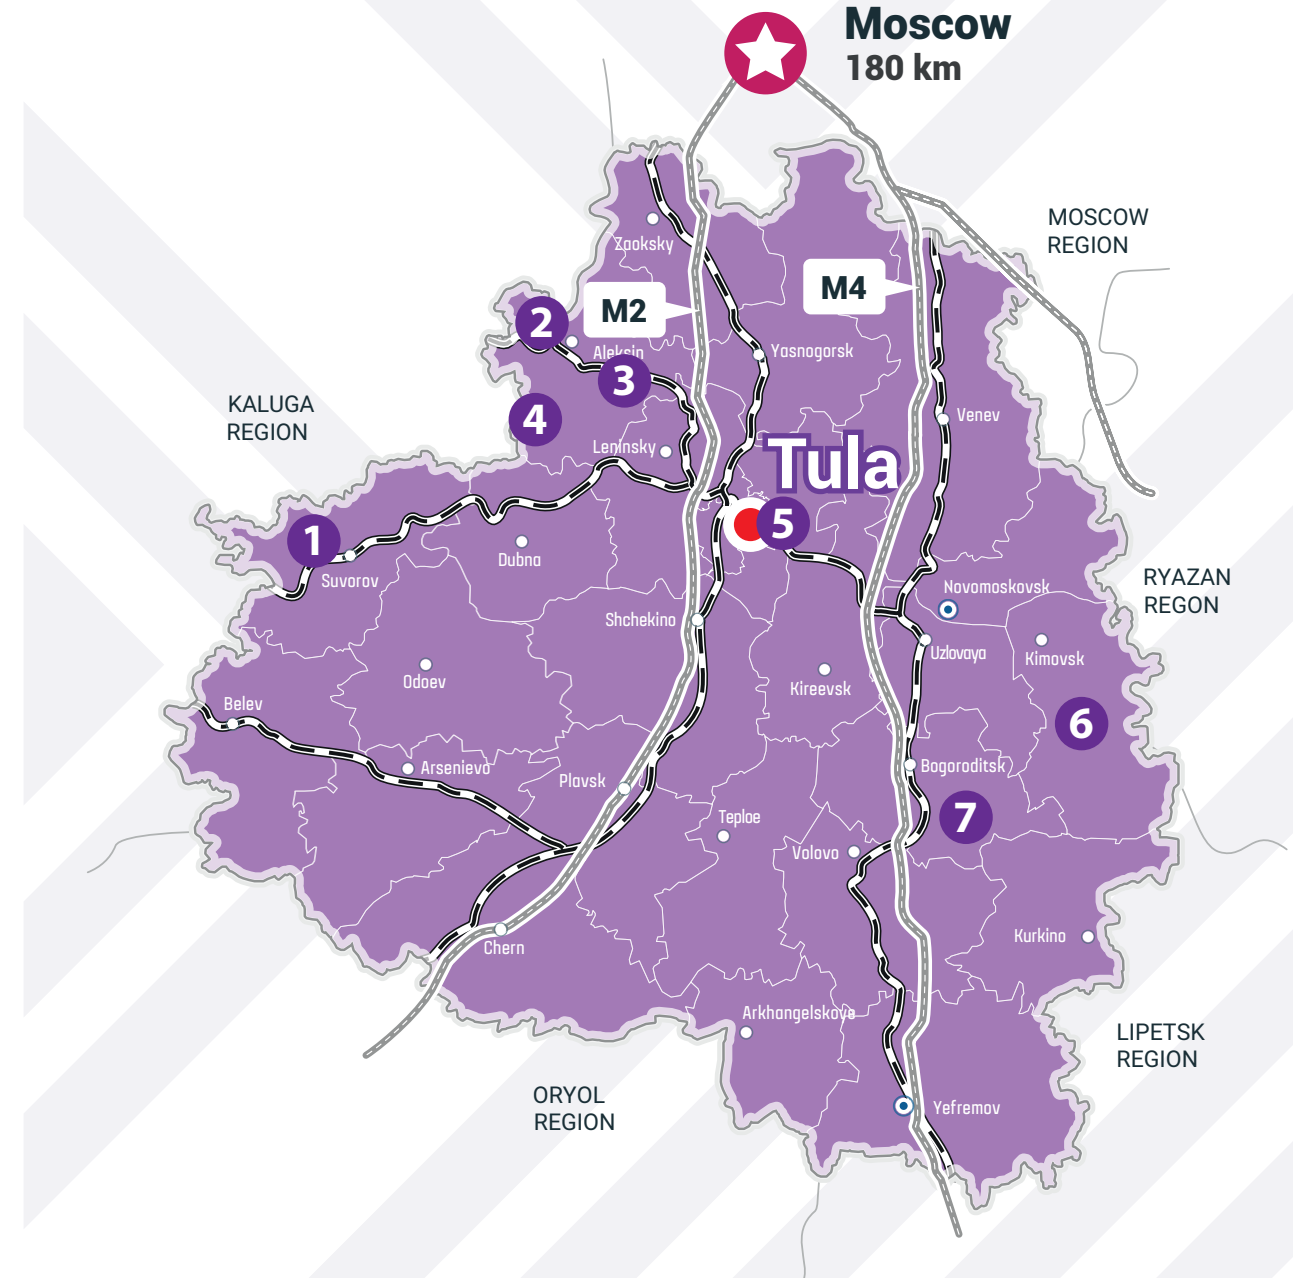 Moscow
180 km
MOSCOW
REGION
Zaoksky
M4
M2
2
Aleksin
Yasnogorsk
3
KALUGA
REGION
4
Venev
Leninsky
Tula
5
1
Dubna
Suvorov
RYAZAN
REGON
Novomoskovsk
Shchekino
Uzlovaya
Kimovsk
Odoev
Kireevsk
Belev
6
Arsenievo
Bogoroditsk
Plavsk
7
Teploe
Volovo
Kurkino
Chern
Arkhangelskoye
LIPETSK
REGION
ORYOL
REGION
Yefremov